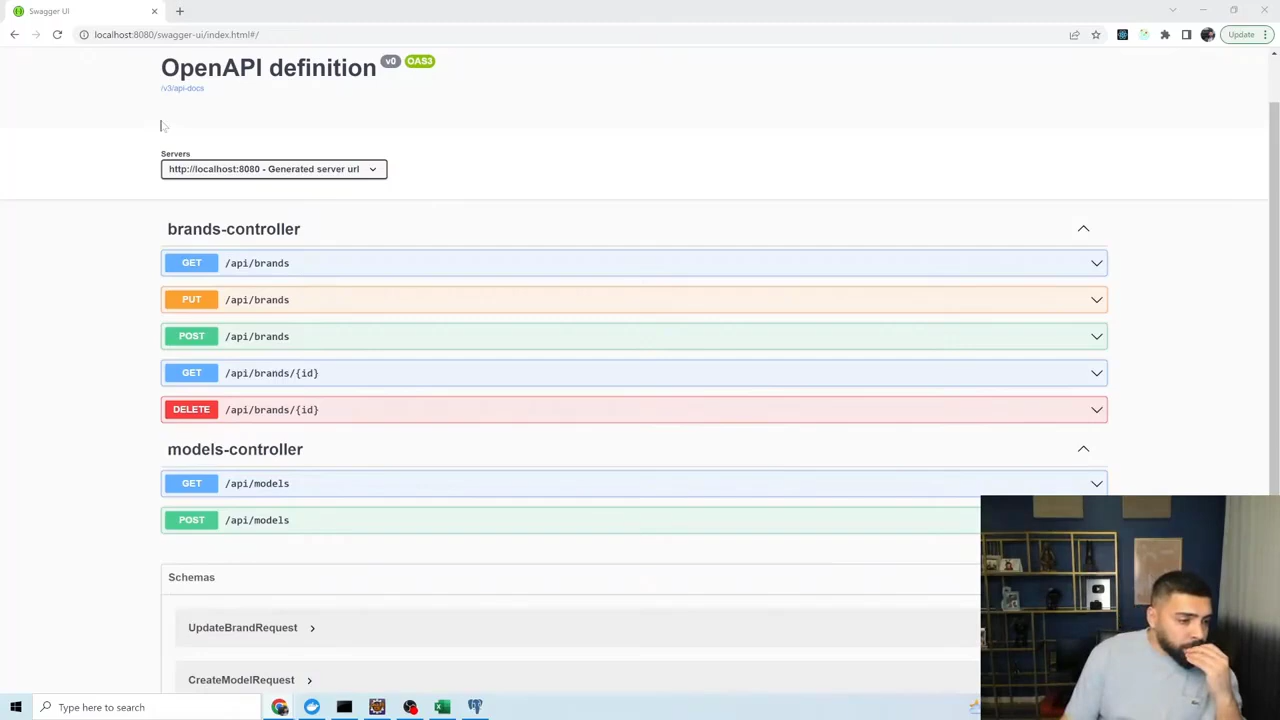 Swagger UI
localhost:8080/swagger-ui/index.html#/
Update
OpenAPI definition v0 OAS3
/v3/api-docs
Servers
http://localhost:8080 - Generated server url
brands-controller
GET /api/brands
PUT /api/brands
POST /api/brands
GET /api/brands/{id}
DELETE /api/brands/{id}
models-controller
GET /api/models
POST /api/models
Schemas
UpdateBrandRequest
CreateModelRequest
Type here to search